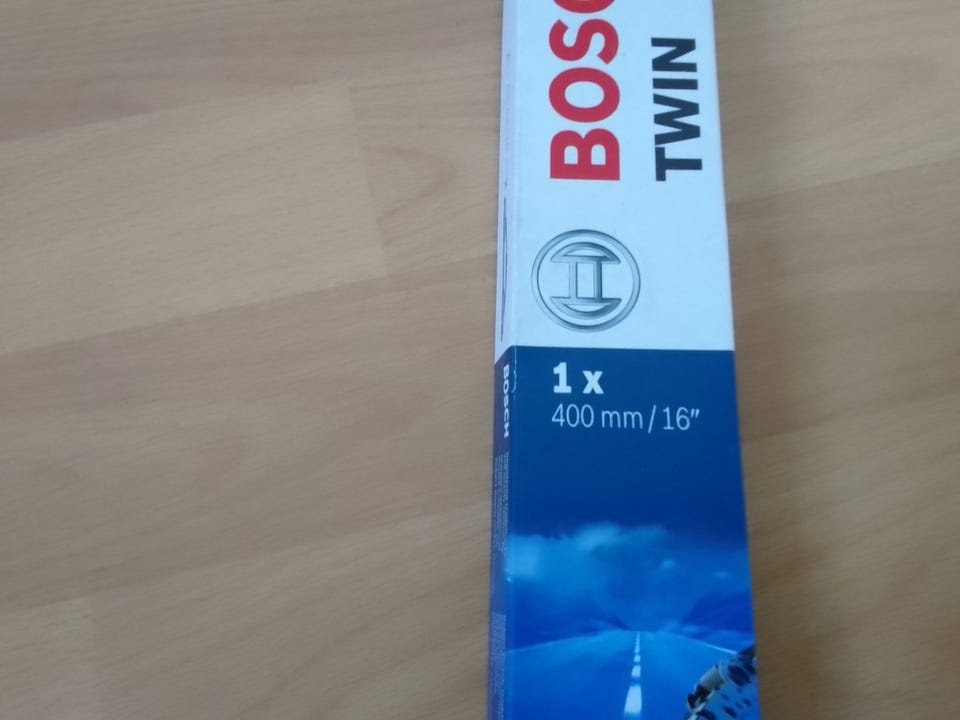 BOSC
TWIN
1 x
400 mm / 16”
BOSCH